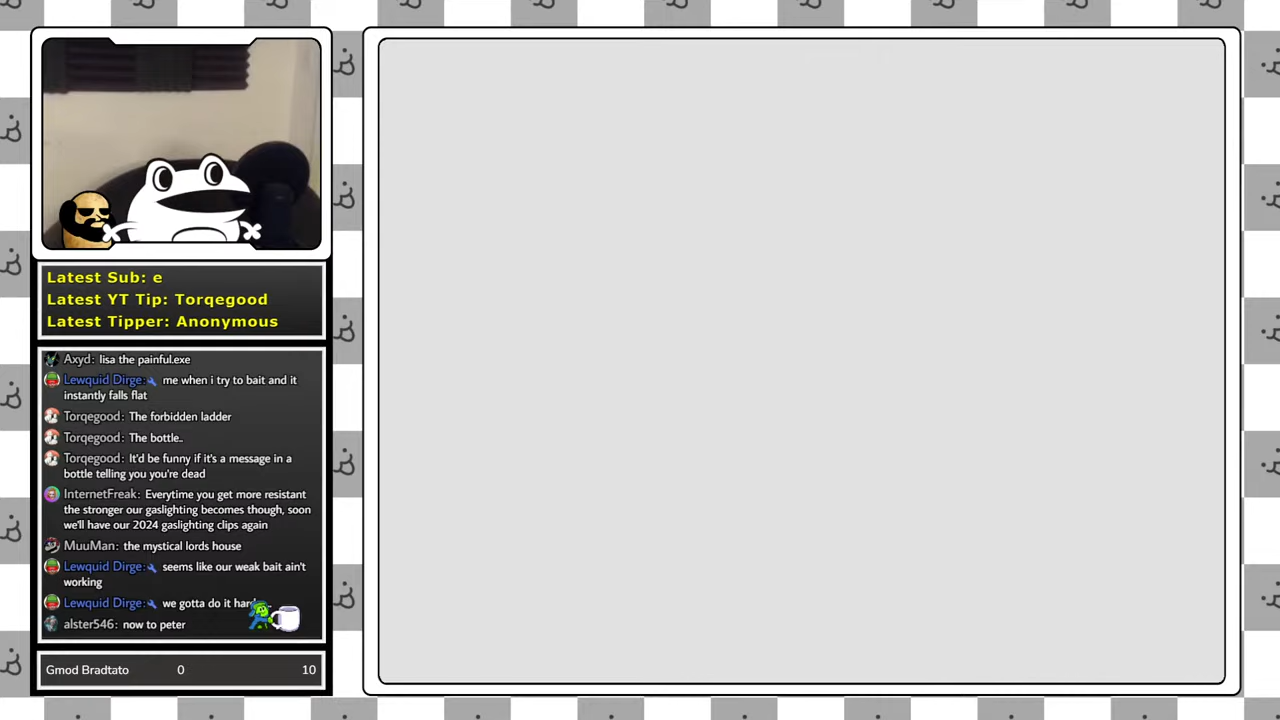 Latest Sub: e
Latest YT Tip: Torqegood
Latest Tipper: Anonymous
Axyd: lisa the painful.exe
Lewquid Dirge: me when i try to bait and it
instantly falls flat
Torqegood: The forbidden ladder
Torqegood: The bottle..
Torqegood: It'd be funny if it's a message in a
bottle telling you you're dead
InternetFreak: Everytime you get more resistant
the stronger our gaslighting becomes though, soon
we'll have our 2024 gaslighting clips again
MuuMan: the mystical lords house
Lewquid Dirge: seems like our weak bait ain't
working
Lewquid Dirge: we gotta do it
alster546: now to peter
Gmod Bradtato 0 10